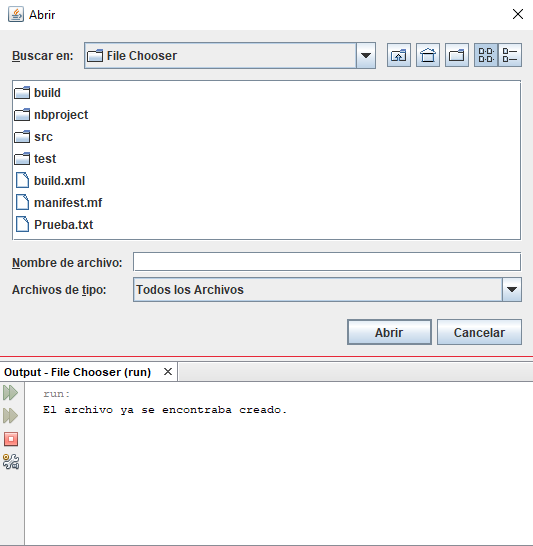 Abrir
Buscar en: File Chooser
build
nbproject
src
test
build.xml
manifest.mf
Prueba.txt
Nombre de archivo:
Archivos de tipo: Todos los Archivos
Abrir Cancelar
Output - File Chooser (run)
run:
El archivo ya se encontraba creado.